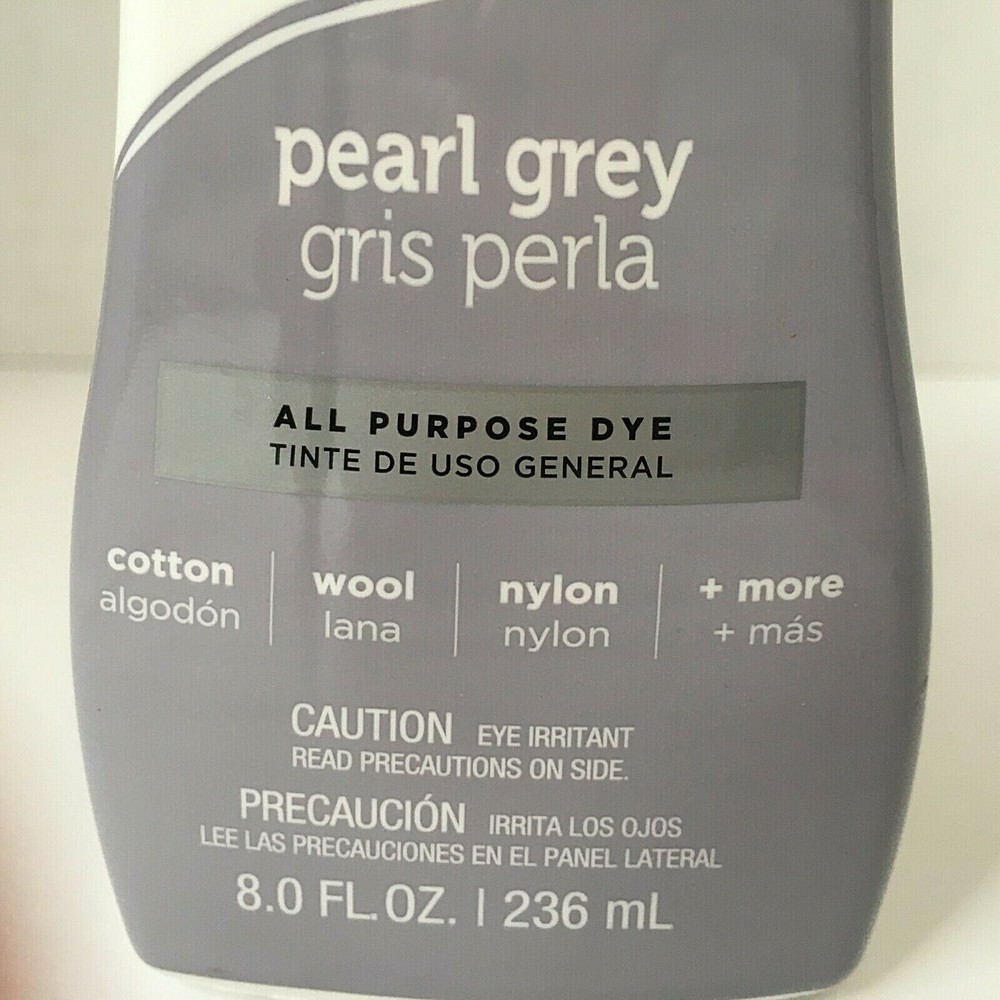 pearl grey
gris perla
ALL PURPOSE DYE
TINTE DE USO GENERAL
cotton
algodón
wool
lana
nylon
nylon
+ more
+ más
CAUTION EYE IRRITANT
READ PRECAUTIONS ON SIDE.
PRECAUCIÓN IRRITA LOS OJOS
LEE LAS PRECAUCIONES EN EL PANEL LATERAL
8.0 FL.OZ. | 236 mL